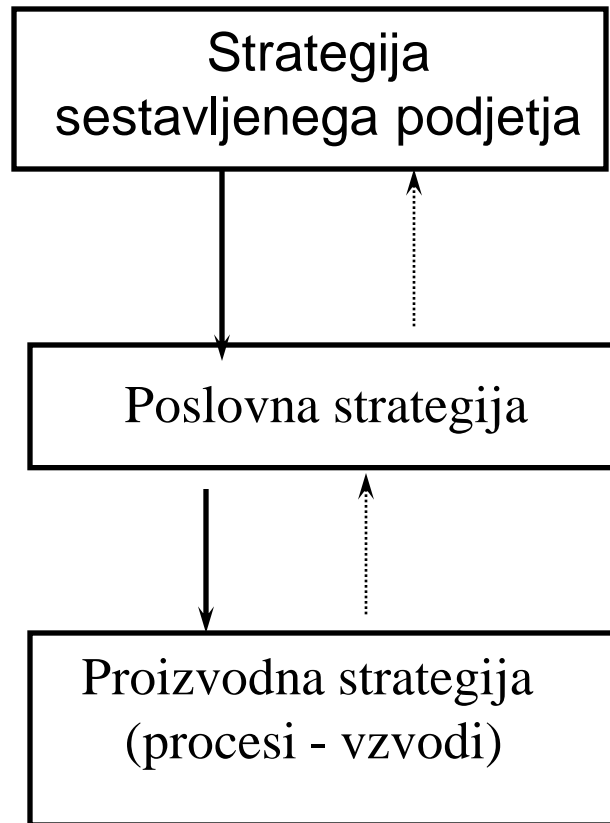 Strategija
sestavljenega podjetja
Poslovna strategija
Proizvodna strategija
(procesi - vzvodi)